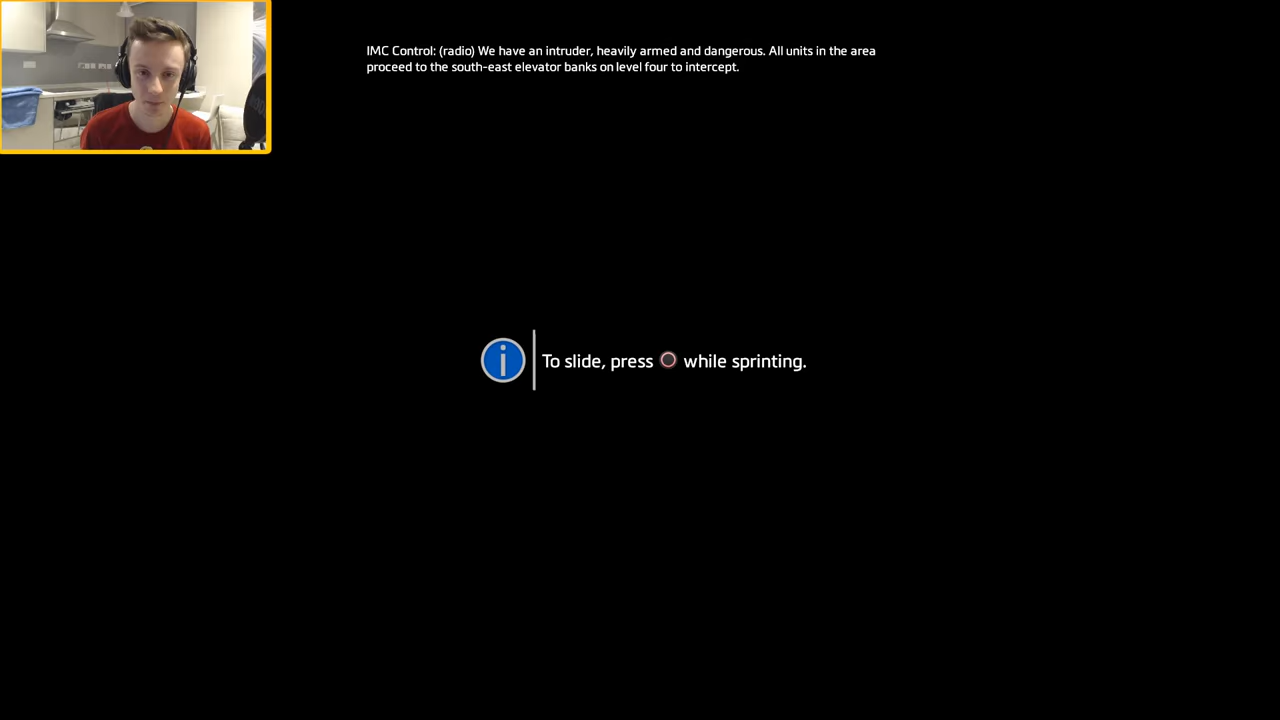 IMC Control: (radio) We have an intruder, heavily armed and dangerous. All units in the area
proceed to the south-east elevator banks on level four to intercept.
To slide, press while sprinting.